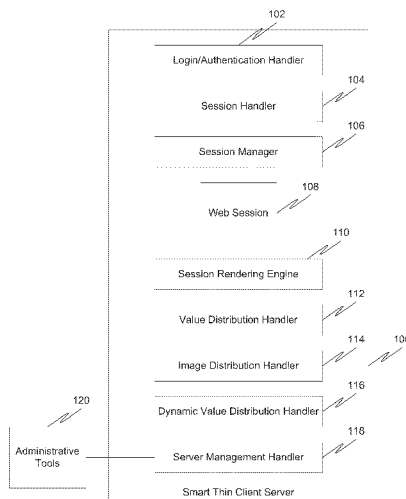 102
Login/Authentication Handler
104
Session Handler
106
Session Manager
108
Web Session
110
Session Rendering Engine
112
Value Distribution Handler
114
Image Distribution Handler
116
Dynamic Value Distribution Handler
118
Server Management Handler
120
Administrative
Tools
Smart Thin Client Server